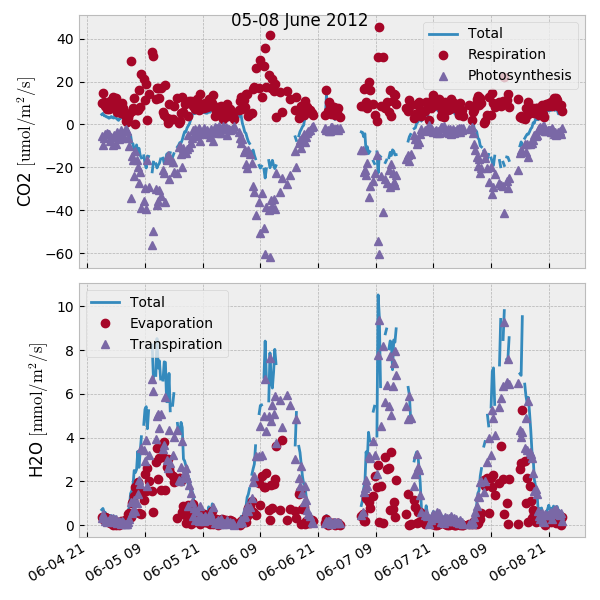 05-08 June 2012
Total
Respiration
Photosynthesis
CO2 [umol/m²/s]
40
20
0
−20
−40
−60
Total
Evaporation
Transpiration
H2O [mmol/m²/s]
10
8
6
4
2
0
06-04 21
06-05 09
06-05 21
06-06 09
06-06 21
06-07 09
06-07 21
06-08 09
06-08 21